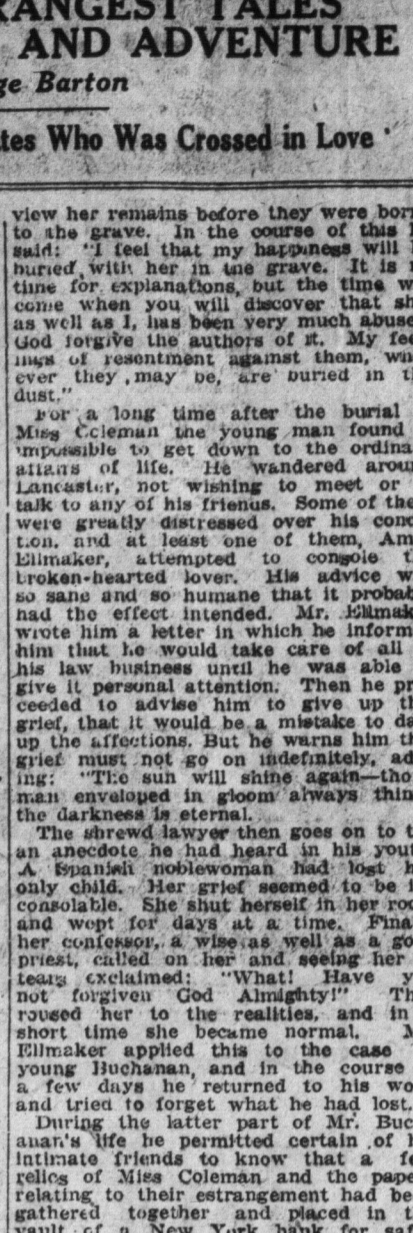 RANGEST TALES
AND ADVENTURE
ge Barton
tes Who Was Crossed in Love
view her remains before they were bor
to the grave. In the course of this
said: "I feel that my happiness will
buried with her in the grave. It is
time for explanations, but the time w
come when you will discover that sh
as well as I, has been very much abuse
God forgive the authors of it. My fee
ings of resentment against them, wh
ever they may be, are buried in t
dust."
For a long time after the burial
Miss Coleman the young man found
impossible to get down to the ordina
affairs of life. He wandered arou
Lancaster, not wishing to meet or
talk to any of his friends. Some of the
were greatly distressed over his cond
tion, and at least one of them, Am
Ellmaker, attempted to console t
broken-hearted lover. His advice w
so sane and so humane that it probab
had the effect intended. Mr. Ellmak
wrote him a letter in which he inform
him that he would take care of all
his law business until he was able
give it personal attention. Then he pr
ceeded to advise him to give up th
grief, that it would be a mistake to da
up the affections. But he warns him th
grief must not go on indefinitely, ad
ing: "The sun will shine again—tho
man enveloped in gloom always thin
the darkness is eternal.
The shrewd lawyer then goes on to t
an anecdote he had heard in his yout
A Spanish noblewoman had lost h
only child. Her grief seemed to be i
consolable. She shut herself in her roo
and wept for days at a time. Fina
her confessor, a wise as well as a go
priest, called on her and seeing her
tears exclaimed: "What! Have y
not forgiven God Almighty!" Th
roused her to the realities, and in
short time she became normal. M
Ellmaker applied this to the case
young Buchanan, and in the course
a few days he returned to his wo
and tried to forget what he had lost.
During the latter part of Mr. Buc
anan's life he permitted certain of h
intimate friends to know that a fe
relics of Miss Coleman and the pape
relating to their estrangement had be
gathered together and placed in t
vault of a New York bank for saf